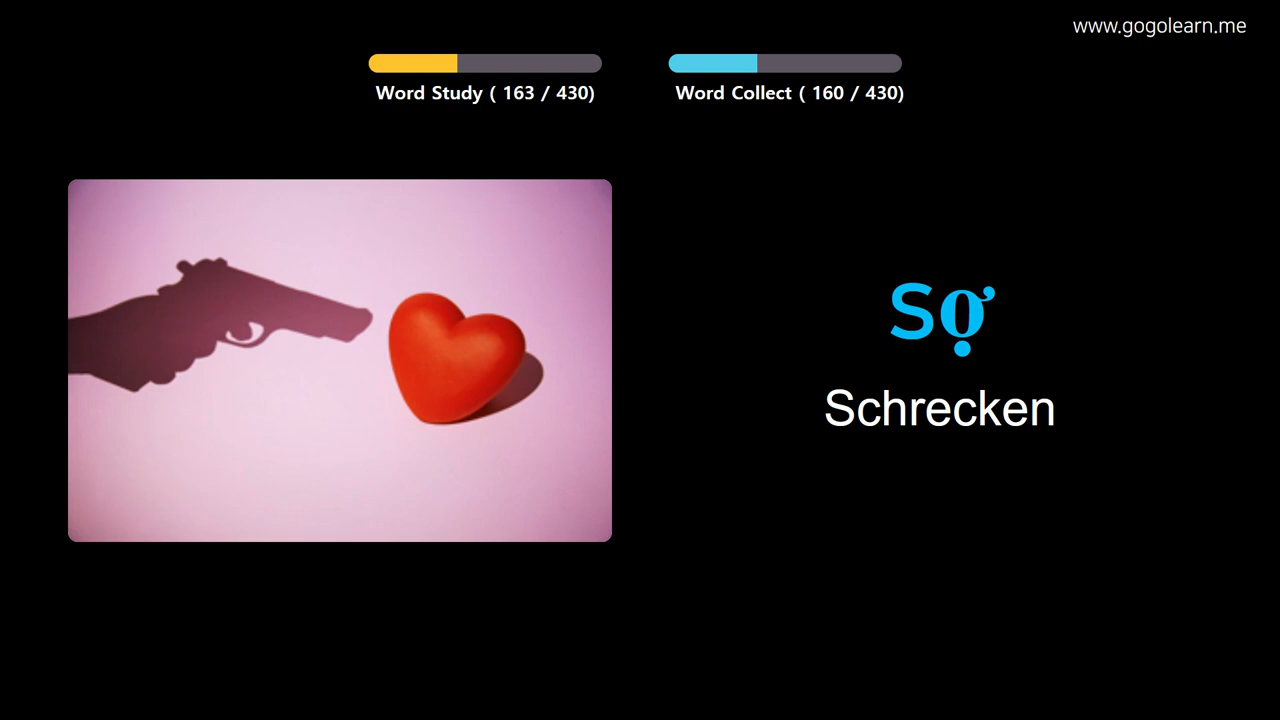 www.gogolearn.me
Word Study ( 163 / 430)
Word Collect ( 160 / 430)
Sợ
Schrecken